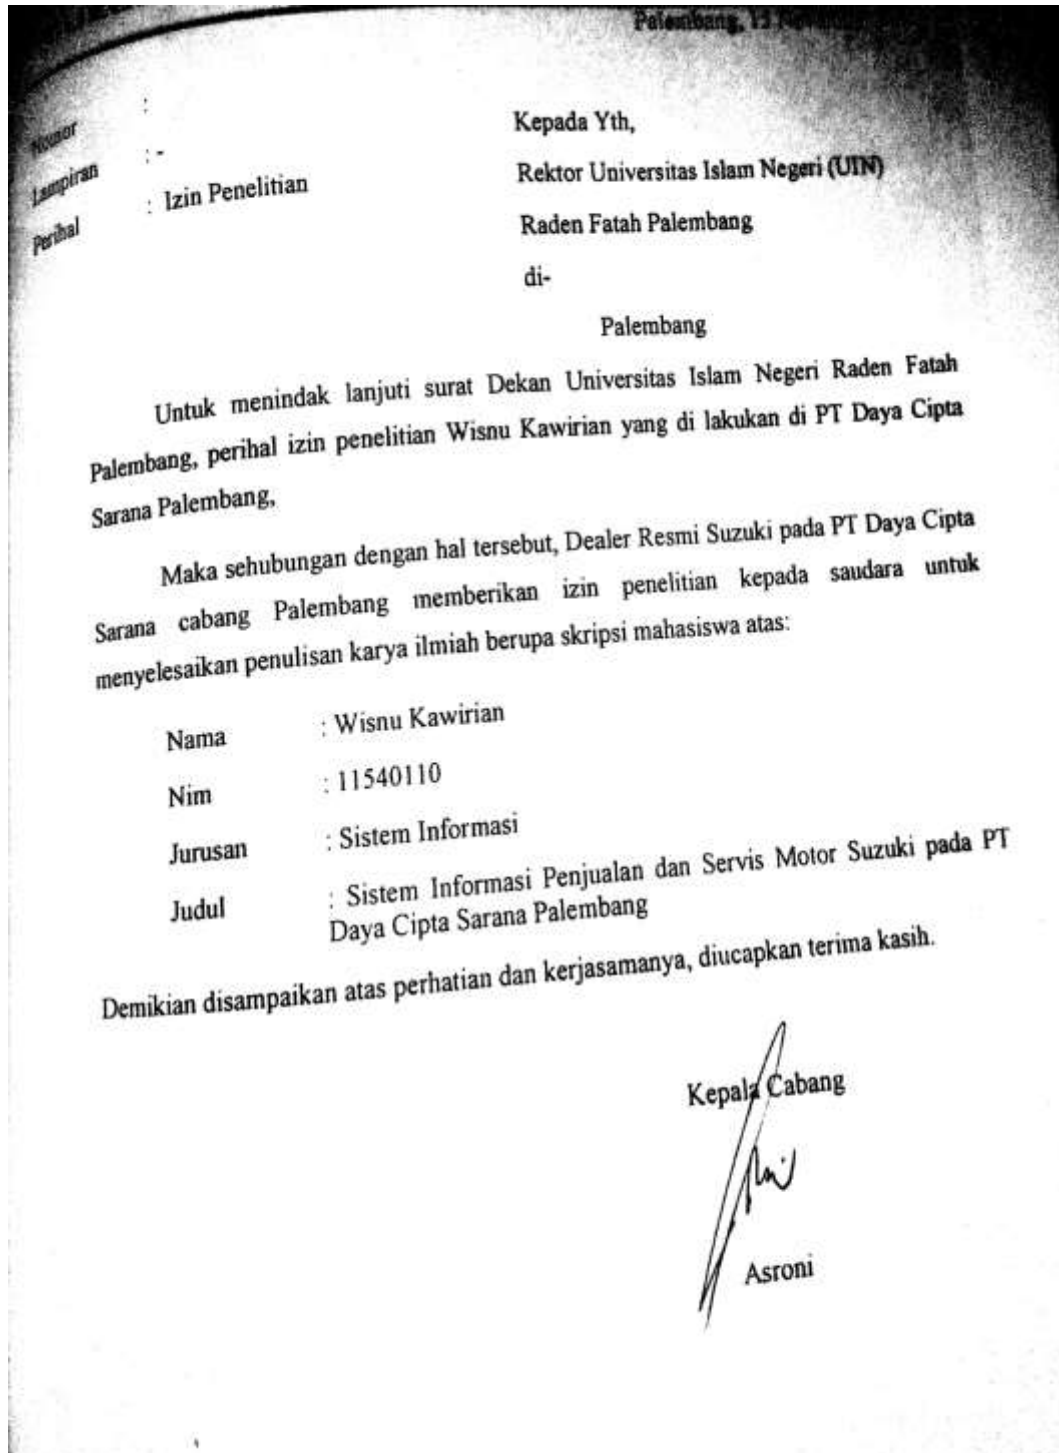 Palembang, 13
Nomor :
Lampiran : -
Perihal : Izin Penelitian
Kepada Yth,
Rektor Universitas Islam Negeri (UIN)
Raden Fatah Palembang
di-
Palembang
Untuk menindak lanjuti surat Dekan Universitas Islam Negeri Raden Fatah
Palembang, perihal izin penelitian Wisnu Kawirian yang di lakukan di PT Daya Cipta
Sarana Palembang,
Maka sehubungan dengan hal tersebut, Dealer Resmi Suzuki pada PT Daya Cipta
Sarana cabang Palembang memberikan izin penelitian kepada saudara untuk
menyelesaikan penulisan karya ilmiah berupa skripsi mahasiswa atas:
Nama : Wisnu Kawirian
Nim : 11540110
Jurusan : Sistem Informasi
Judul : Sistem Informasi Penjualan dan Servis Motor Suzuki pada PT
Daya Cipta Sarana Palembang
Demikian disampaikan atas perhatian dan kerjasamanya, diucapkan terima kasih.
Kepala Cabang
Asroni